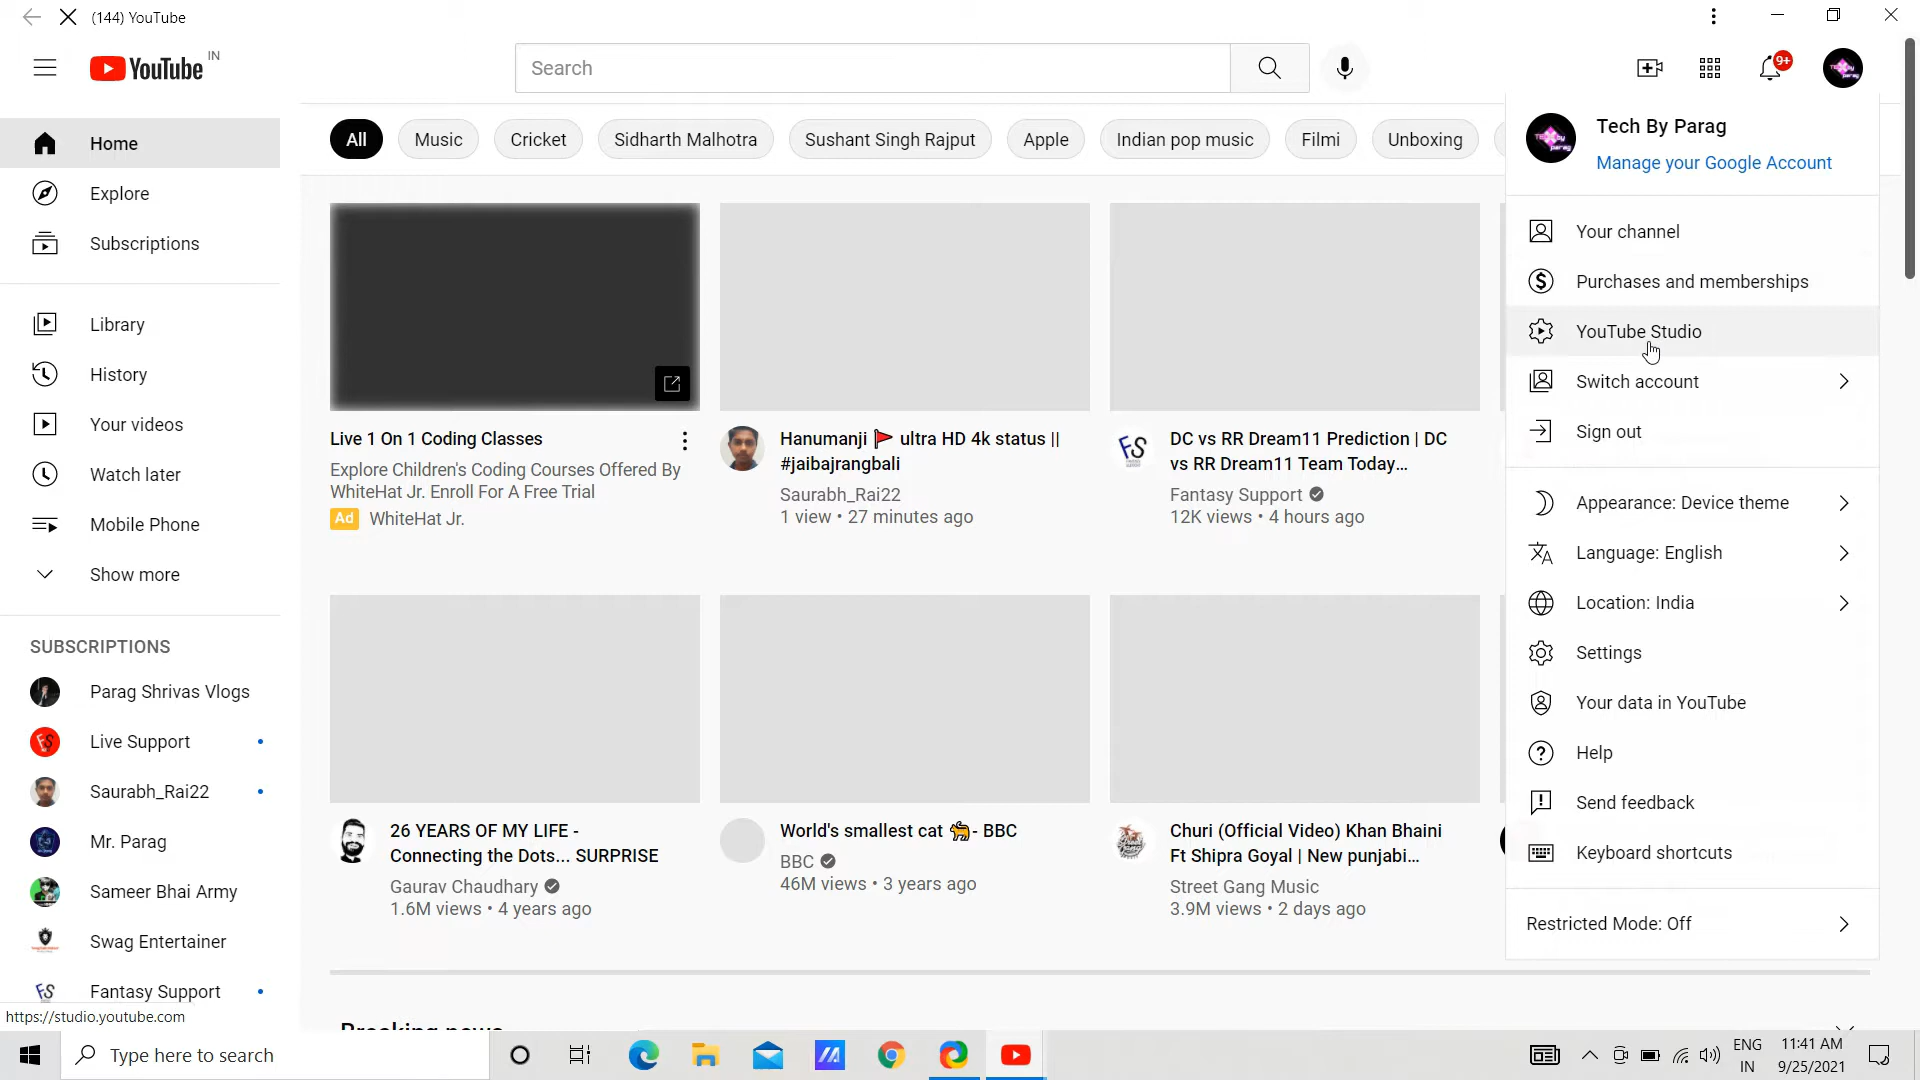 (144) YouTube
YouTube IN
Search
9+
Home
Explore
Subscriptions
Library
History
Your videos
Watch later
Mobile Phone
Show more
SUBSCRIPTIONS
Parag Shrivas Vlogs
Live Support
Saurabh_Rai22
Mr. Parag
Sameer Bhai Army
Swag Entertainer
Fantasy Support
https://studio.youtube.com
All
Music
Cricket
Sidharth Malhotra
Sushant Singh Rajput
Apple
Indian pop music
Filmi
Unboxing
Live 1 On 1 Coding Classes
Explore Children's Coding Courses Offered By
WhiteHat Jr. Enroll For A Free Trial
Ad WhiteHat Jr.
Hanumanji 🚩 ultra HD 4k status ||
#jaibajrangbali
Saurabh_Rai22
1 view • 27 minutes ago
FS
DC vs RR Dream11 Prediction | DC
vs RR Dream11 Team Today...
Fantasy Support
12K views • 4 hours ago
26 YEARS OF MY LIFE -
Connecting the Dots... SURPRISE
Gaurav Chaudhary
1.6M views • 4 years ago
World's smallest cat 🐈- BBC
BBC
46M views • 3 years ago
Churi (Official Video) Khan Bhaini
Ft Shipra Goyal | New punjabi...
Street Gang Music
3.9M views • 2 days ago
Breaking news
Tech By Parag
Manage your Google Account
Your channel
Purchases and memberships
YouTube Studio
Switch account
Sign out
Appearance: Device theme
Language: English
Location: India
Settings
Your data in YouTube
Help
Send feedback
Keyboard shortcuts
Restricted Mode: Off
Type here to search
ENG
IN
11:41 AM
9/25/2021